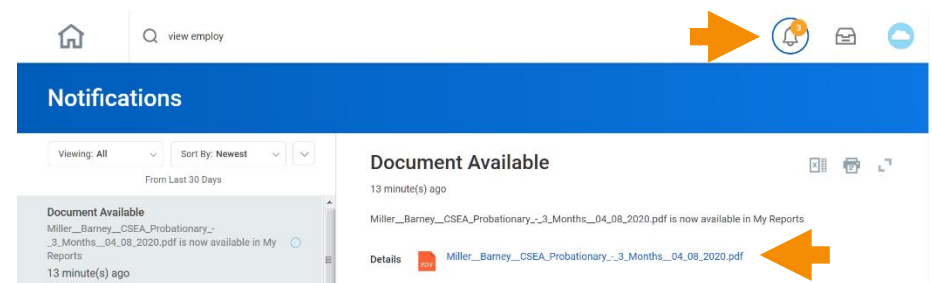 view employ
3
Notifications
Viewing: All
Sort By: Newest
From Last 30 Days
Document Available
Miller__Barney__CSEA_Probationary_-
_3_Months__04_08_2020.pdf is now available in My
Reports
13 minute(s) ago
Document Available
13 minute(s) ago
Miller__Barney__CSEA_Probationary_-_3_Months__04_08_2020.pdf is now available in My Reports
Details
PDF
Miller__Barney__CSEA_Probationary_-_3_Months__04_08_2020.pdf